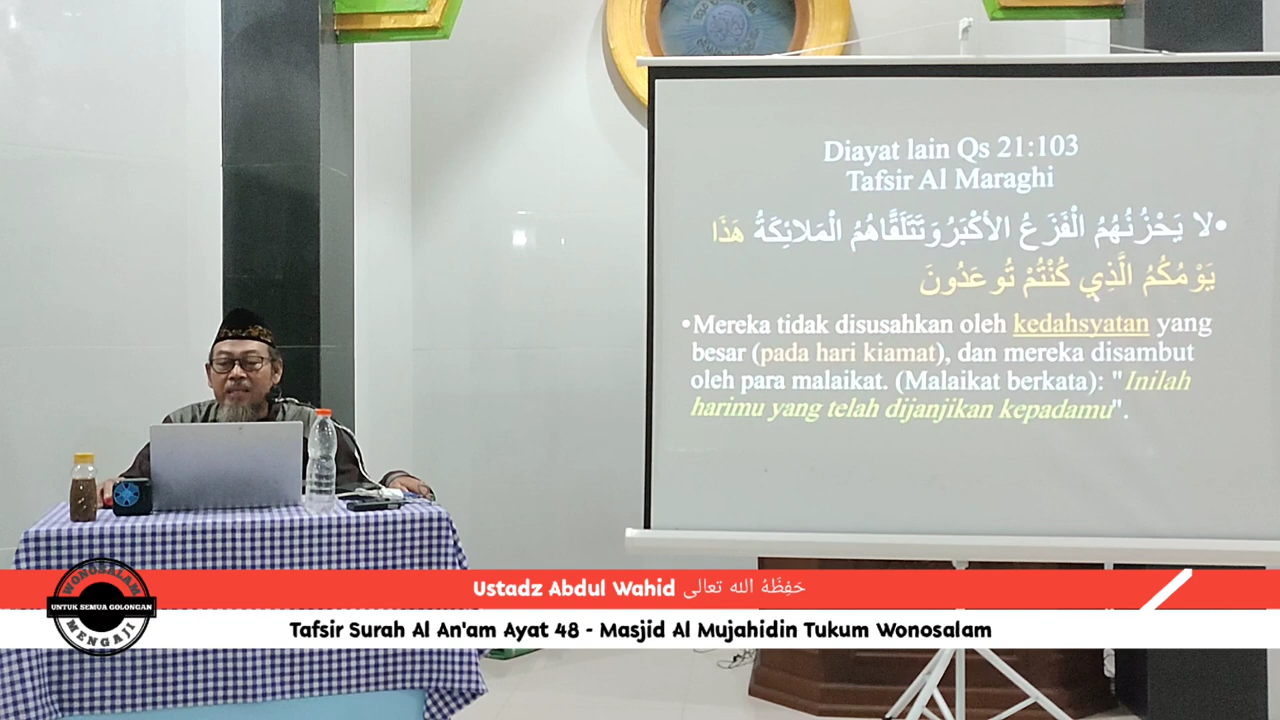 Diayat lain Qs 21:103
Tafsir Al Maraghi
•لا يَحْزُنُهُمُ الْفَزَعُ الأكْبَرُ وَتَتَلَقَّاهُمُ الْمَلائِكَةُ هَذَا
يَوْمُكُمُ الَّذِي كُنْتُمْ تُوعَدُونَ
•Mereka tidak disusahkan oleh kedahsyatan yang
besar (pada hari kiamat), dan mereka disambut
oleh para malaikat. (Malaikat berkata): "Inilah
harimu yang telah dijanjikan kepadamu".
Ustadz Abdul Wahid حَفِظَهُ الله تعالى
Tafsir Surah Al An'am Ayat 48 - Masjid Al Mujahidin Tukum Wonosalam
WONOSALAM
UNTUK SEMUA GOLONGAN
MENGAJI